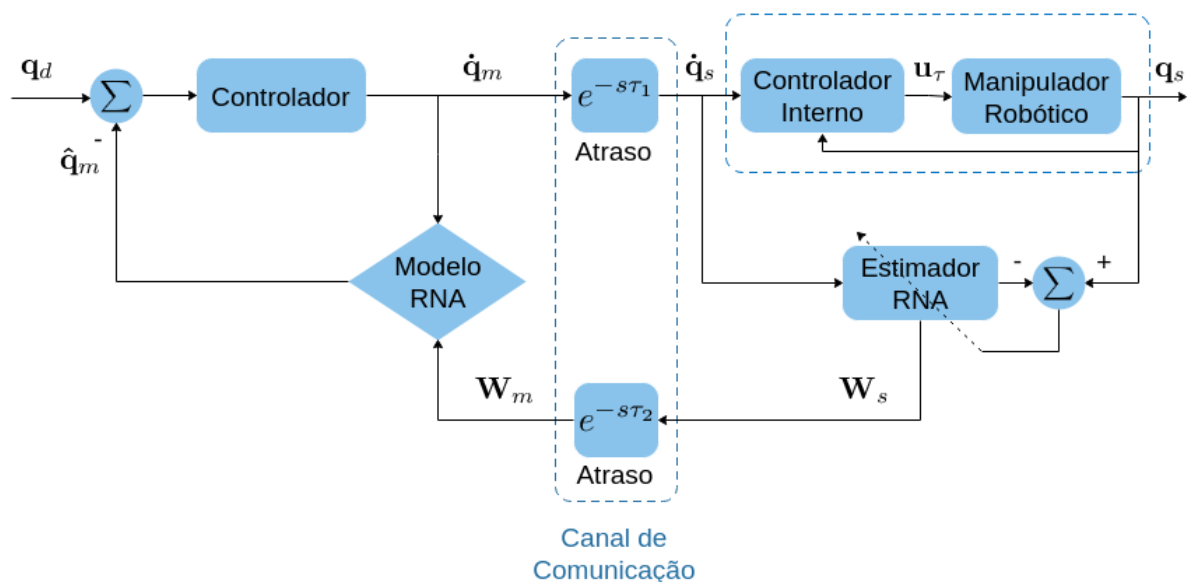 q_d
Σ
-
q̂_m
Controlador
q̇_m
e^{-sτ_1}
Atraso
q̇_s
Controlador
Interno
u_τ
Manipulador
Robótico
q_s
Modelo
RNA
Estimador
RNA
-
Σ
+
W_m
e^{-sτ_2}
Atraso
W_s
Canal de
Comunicação